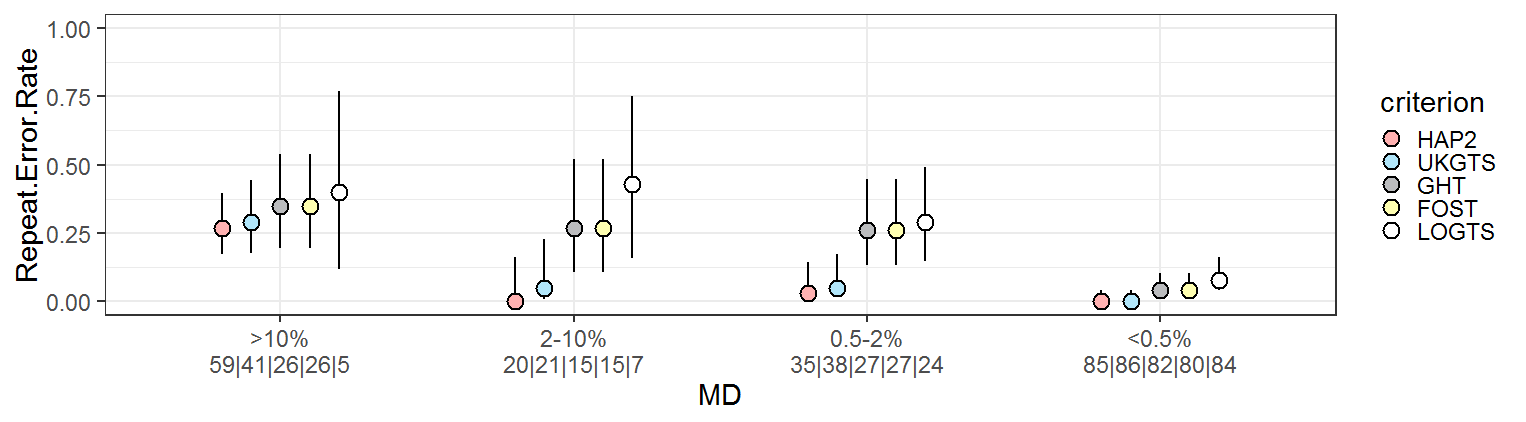 1.00
0.75
0.50
0.25
0.00
Repeat.Error.Rate
>10%
59|41|26|26|5
2-10%
20|21|15|15|7
0.5-2%
35|38|27|27|24
<0.5%
85|86|82|80|84
MD
criterion
HAP2
UKGTS
GHT
FOST
LOGTS